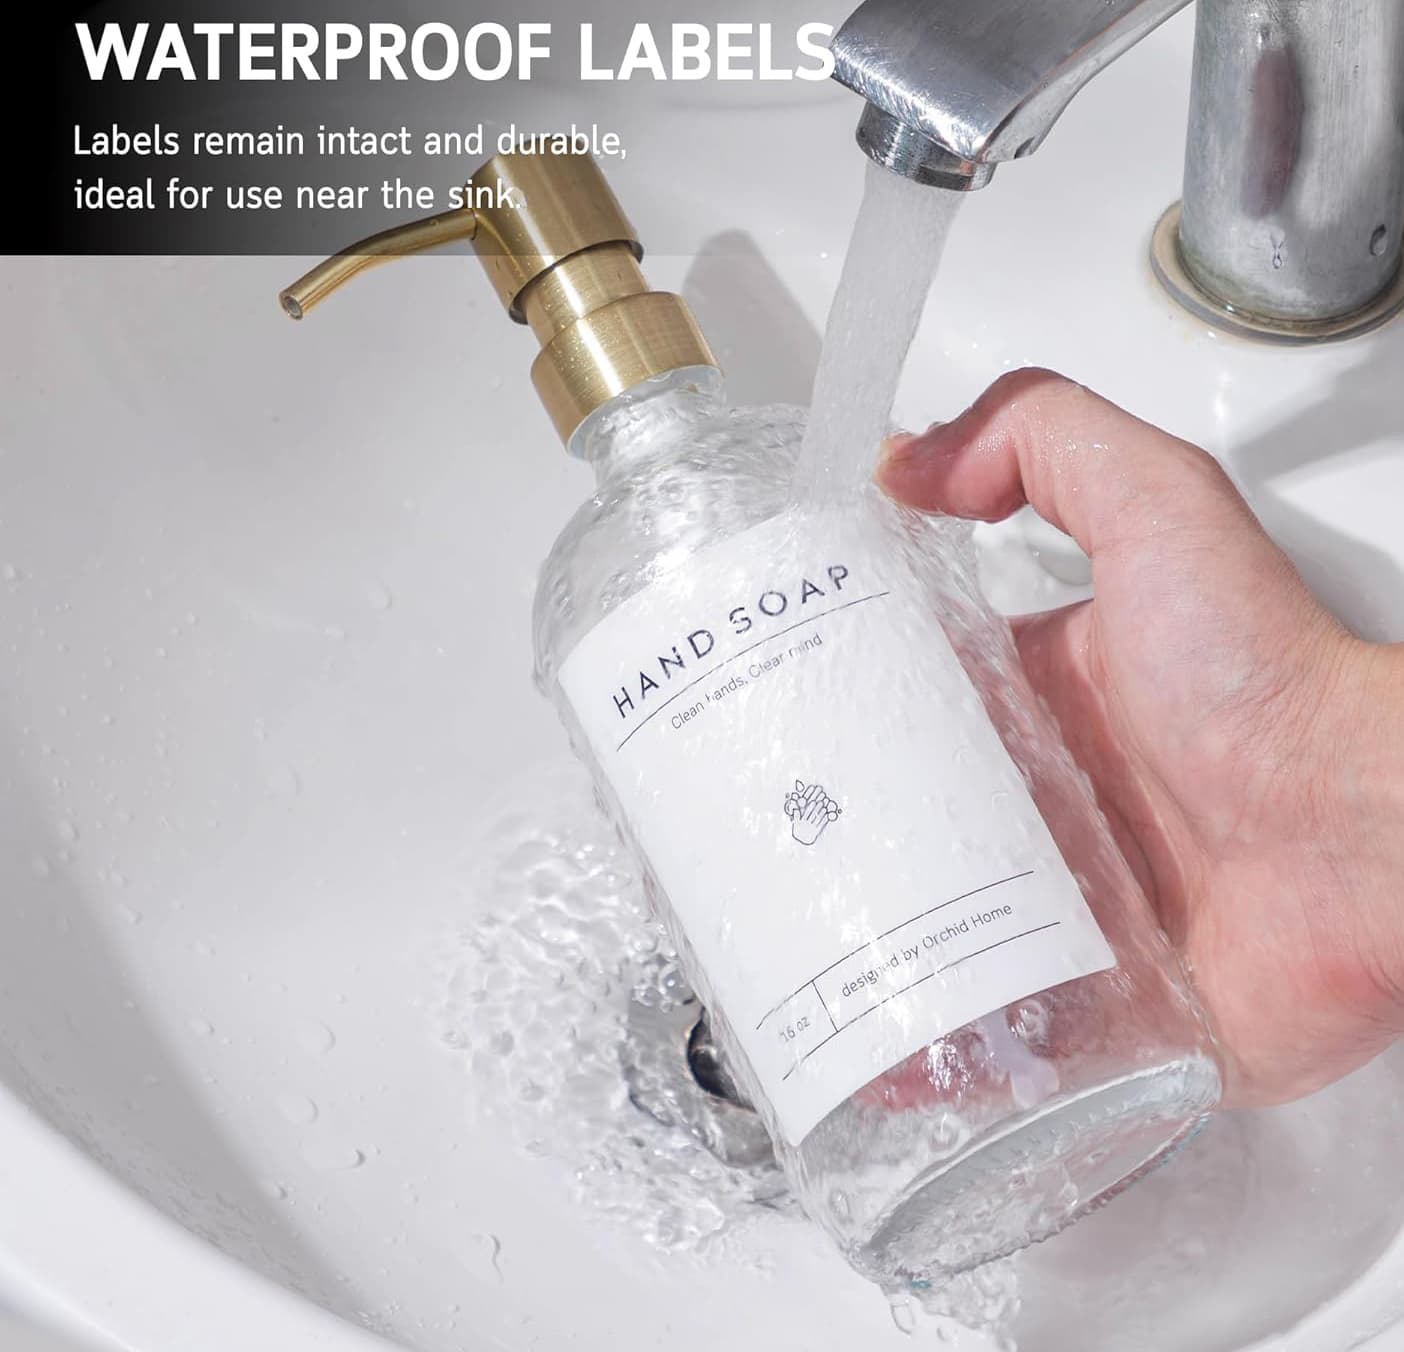 WATERPROOF LABELS
Labels remain intact and durable,
ideal for use near the sink.
HAND SOAP
Clean hands, Clear mind
16 oz
designed by Orchid Home